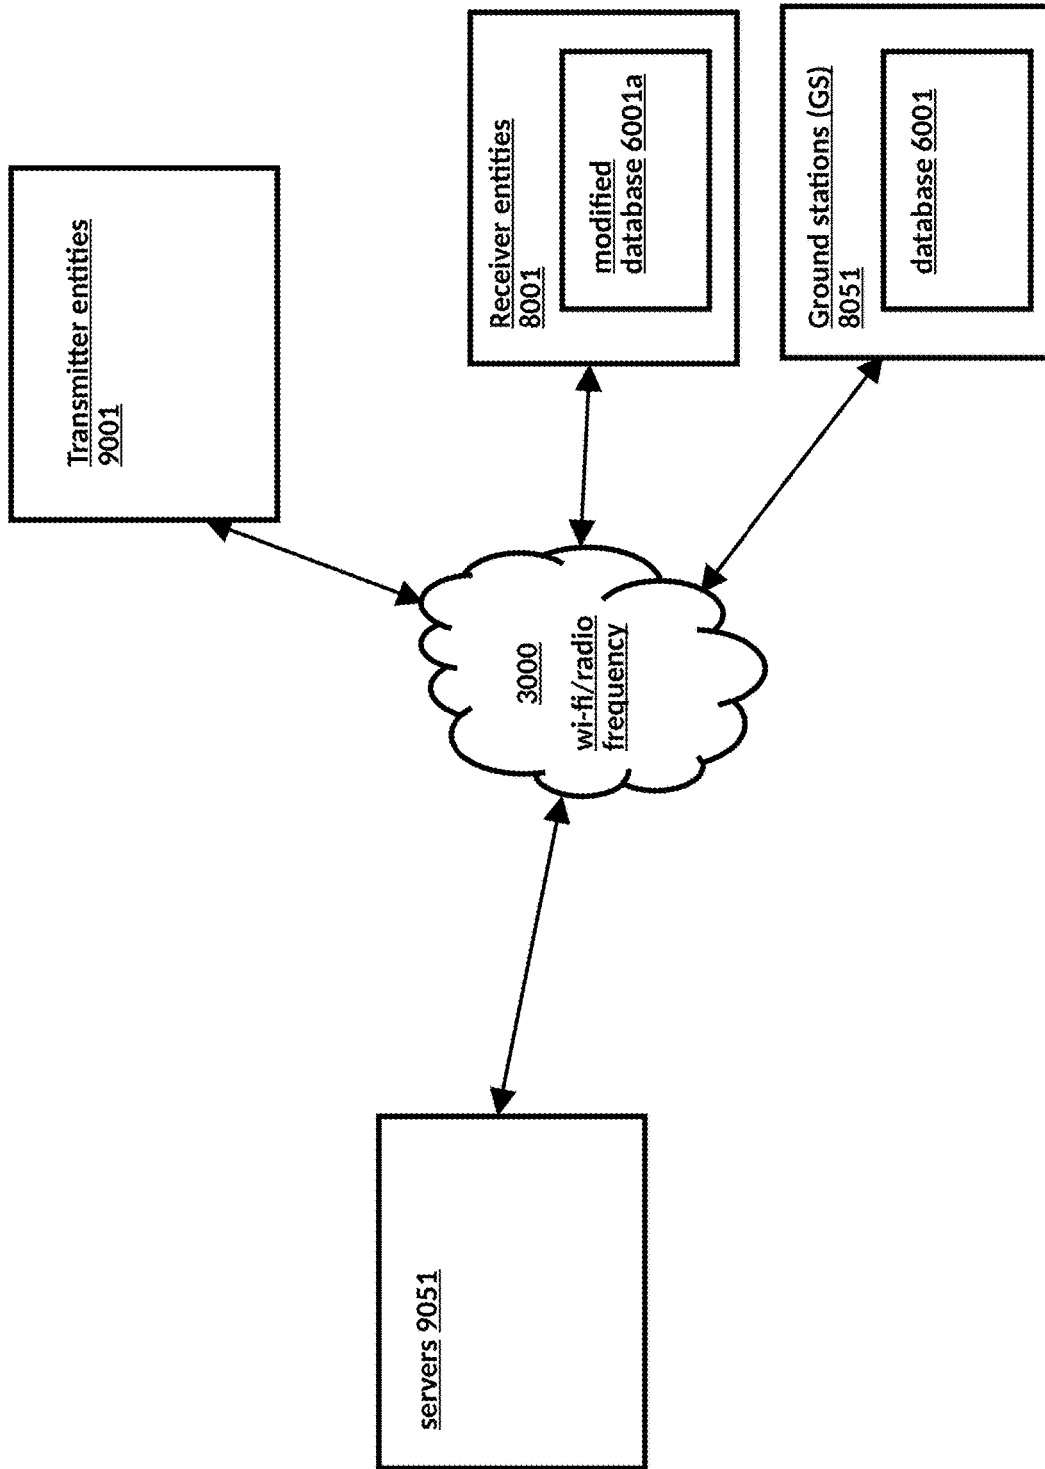 Transmitter entities
9001
Receiver entities
8001
modified
database 6001a
Ground stations (GS)
8051
database 6001
3000
wi-fi/radio
frequency
servers 9051